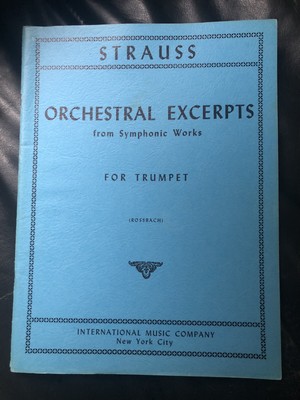 STRAUSS
ORCHESTRAL EXCERPTS
from Symphonic Works
FOR TRUMPET
(ROSSBACH)
INTERNATIONAL MUSIC COMPANY
New York City